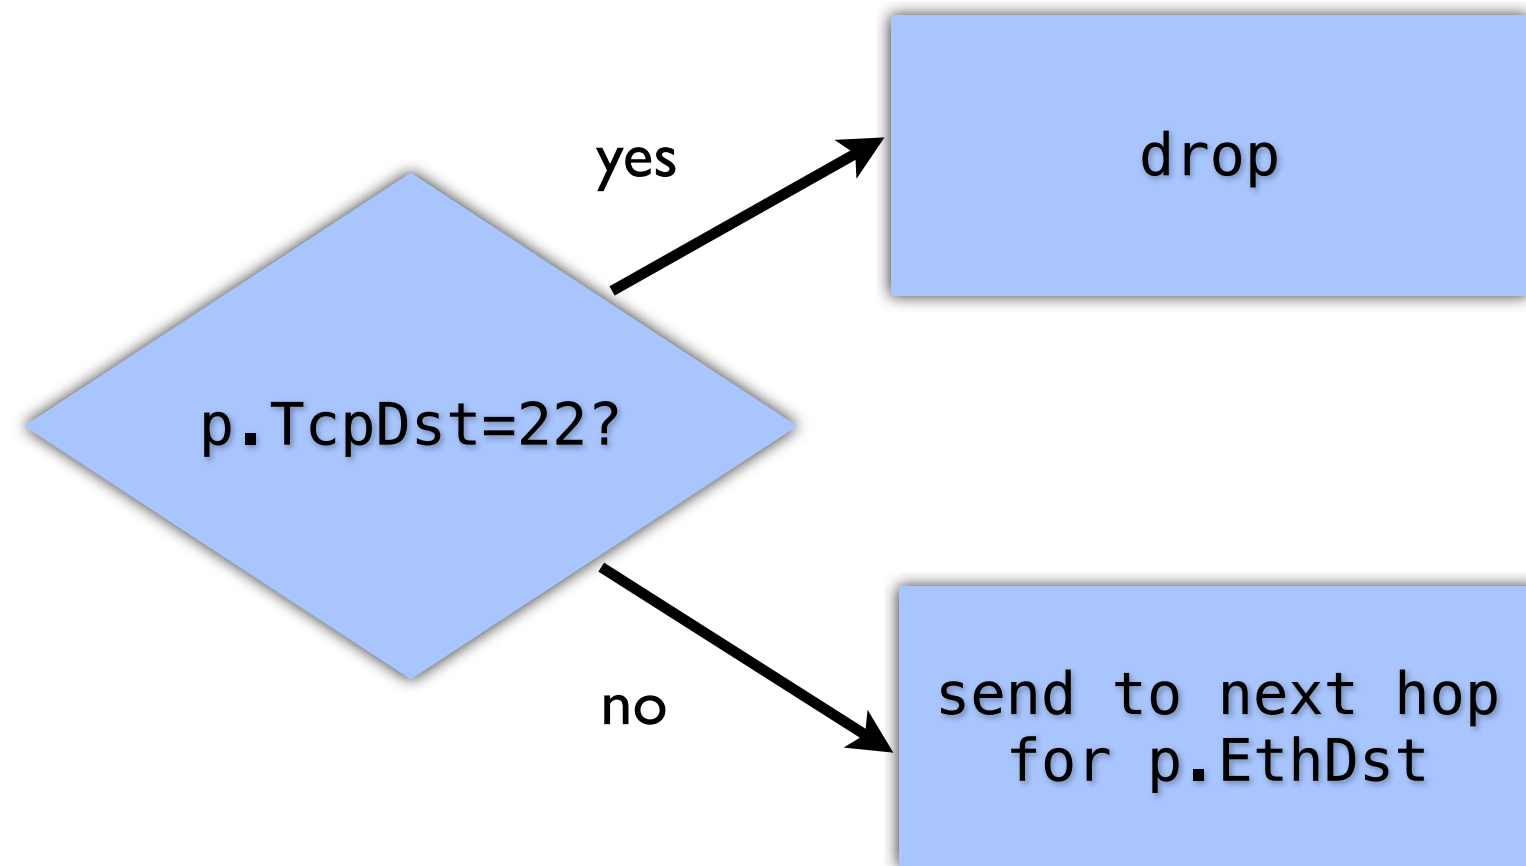 yes
drop
p.TcpDst=22?
no
send to next hop
for p.EthDst